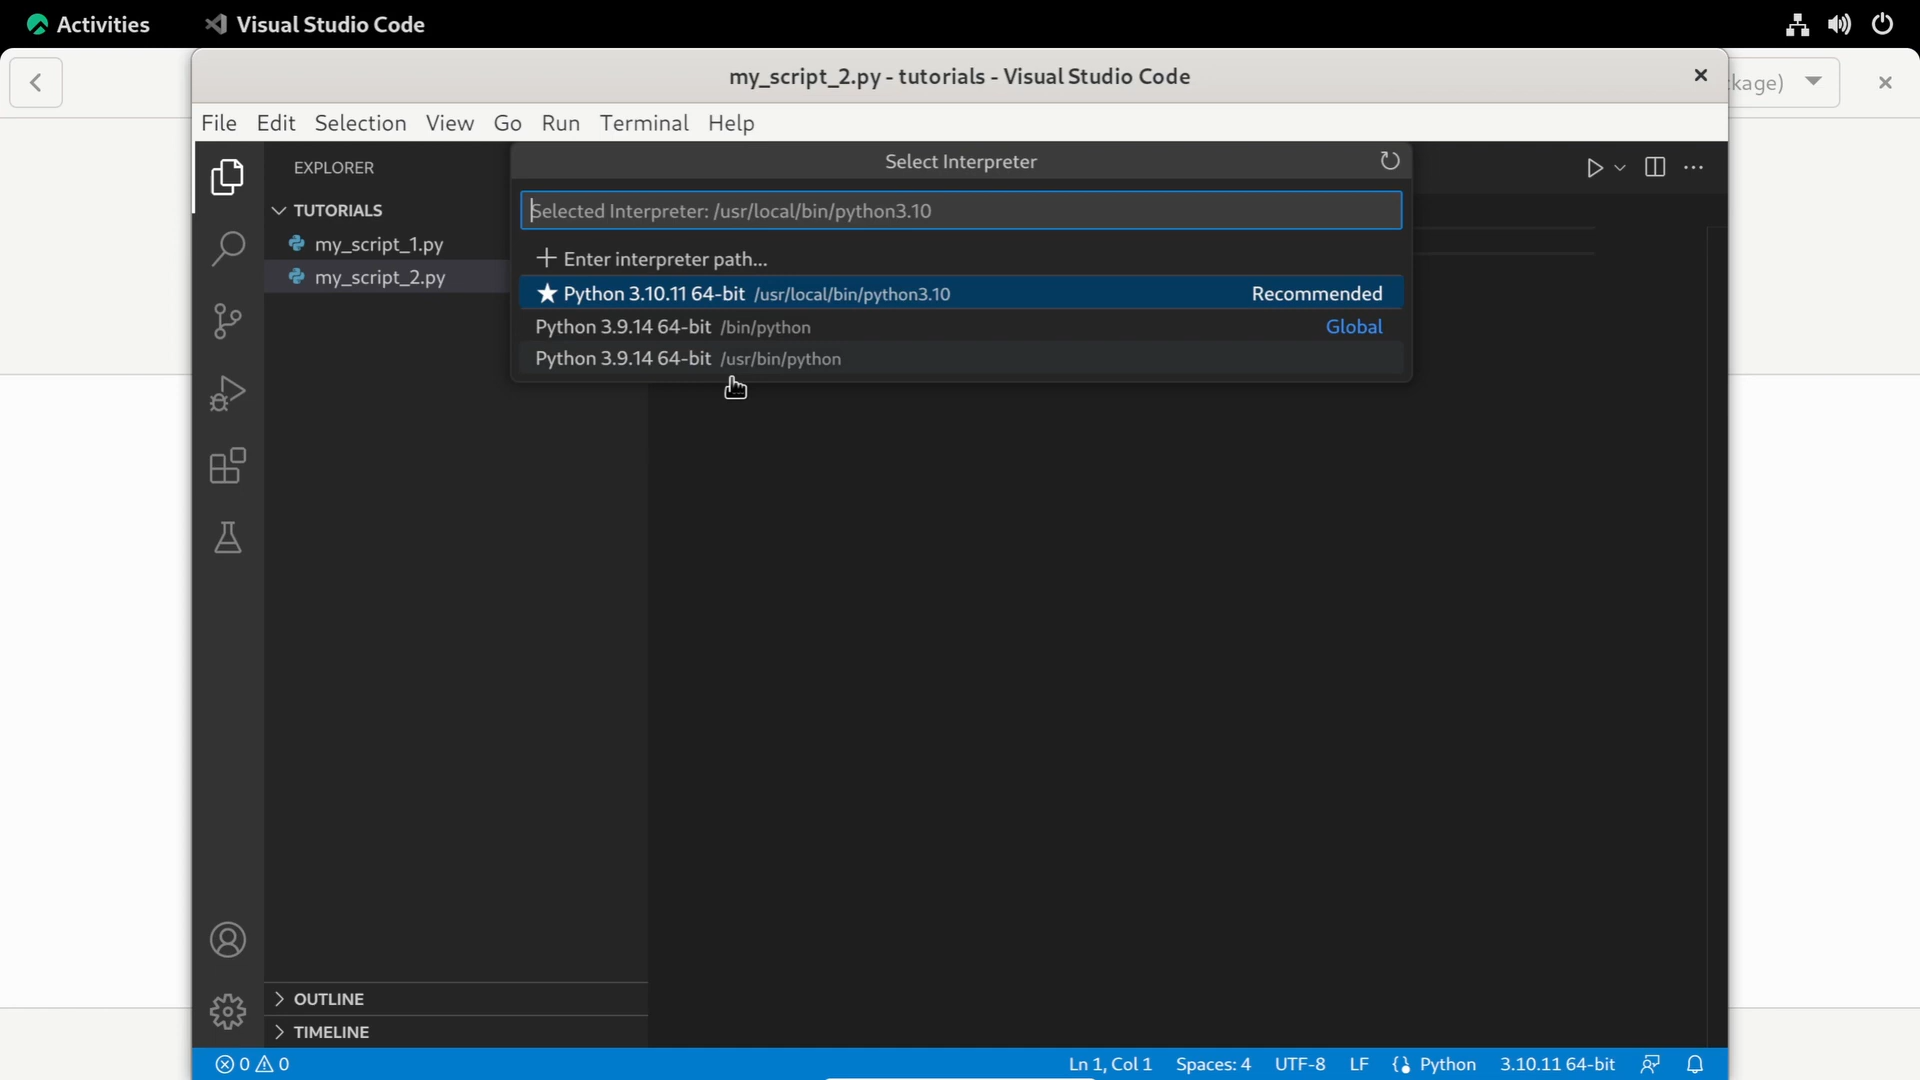 Activities Visual Studio Code
my_script_2.py - tutorials - Visual Studio Code
kage)
File Edit Selection View Go Run Terminal Help
EXPLORER
Select Interpreter
TUTORIALS
Selected Interpreter: /usr/local/bin/python3.10
my_script_1.py
Enter interpreter path...
my_script_2.py
Python 3.10.11 64-bit /usr/local/bin/python3.10 Recommended
Python 3.9.14 64-bit /bin/python Global
Python 3.9.14 64-bit /usr/bin/python
OUTLINE
TIMELINE
0 0 Ln 1, Col 1 Spaces: 4 UTF-8 LF Python 3.10.11 64-bit